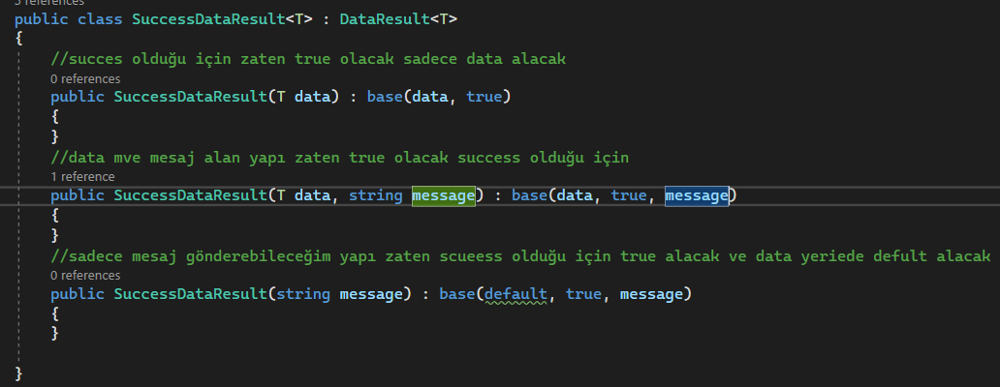 5 references
public class SuccessDataResult<T> : DataResult<T>
{
//succes olduğu için zaten true olacak sadece data alacak
0 references
public SuccessDataResult(T data) : base(data, true)
{
}
//data mve mesaj alan yapı zaten true olacak success olduğu için
1 reference
public SuccessDataResult(T data, string message) : base(data, true, message)
{
}
//sadece mesaj gönderebileceğim yapı zaten scueess olduğu için true alacak ve data yeriede defult alacak
0 references
public SuccessDataResult(string message) : base(default, true, message)
{
}
}